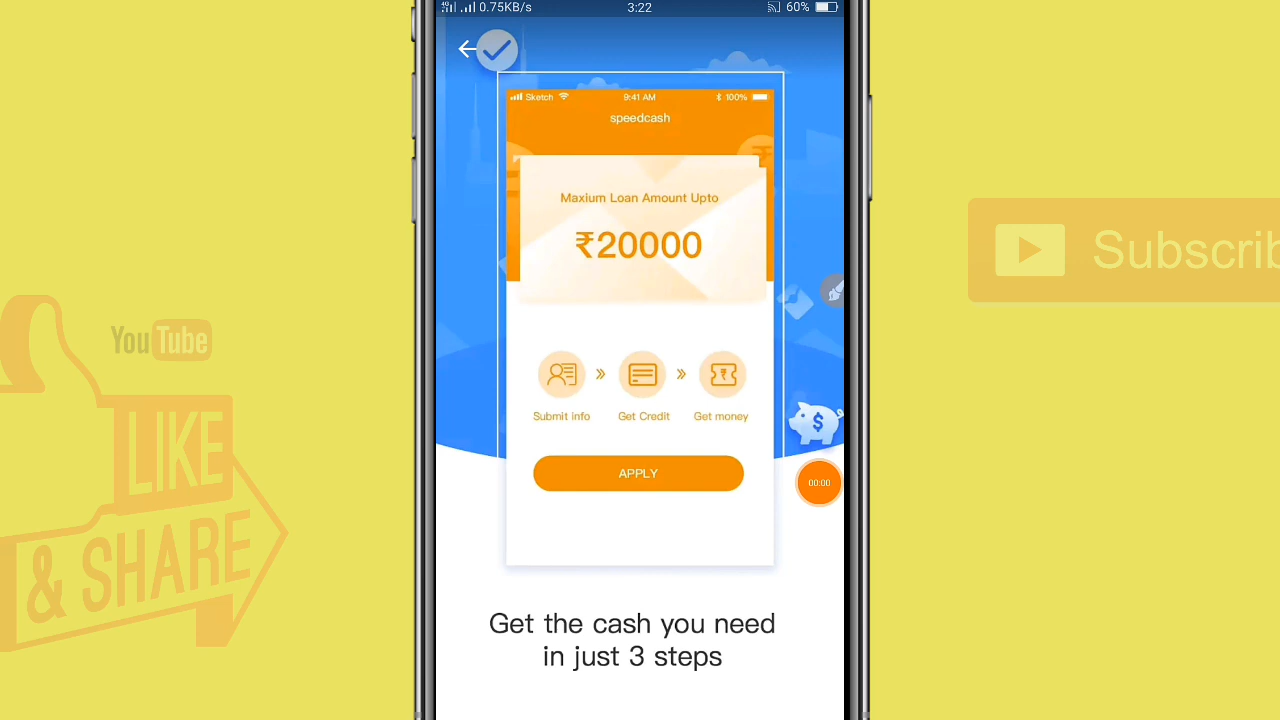 0.75KB/s 3:22 60%
Sketch 9:41 AM 100%
speedcash
Maxium Loan Amount Upto
₹20000
Submit info » Get Credit » Get money
APPLY
00:00
Get the cash you need
in just 3 steps
YouTube
LIKE
& SHARE
Subscrib